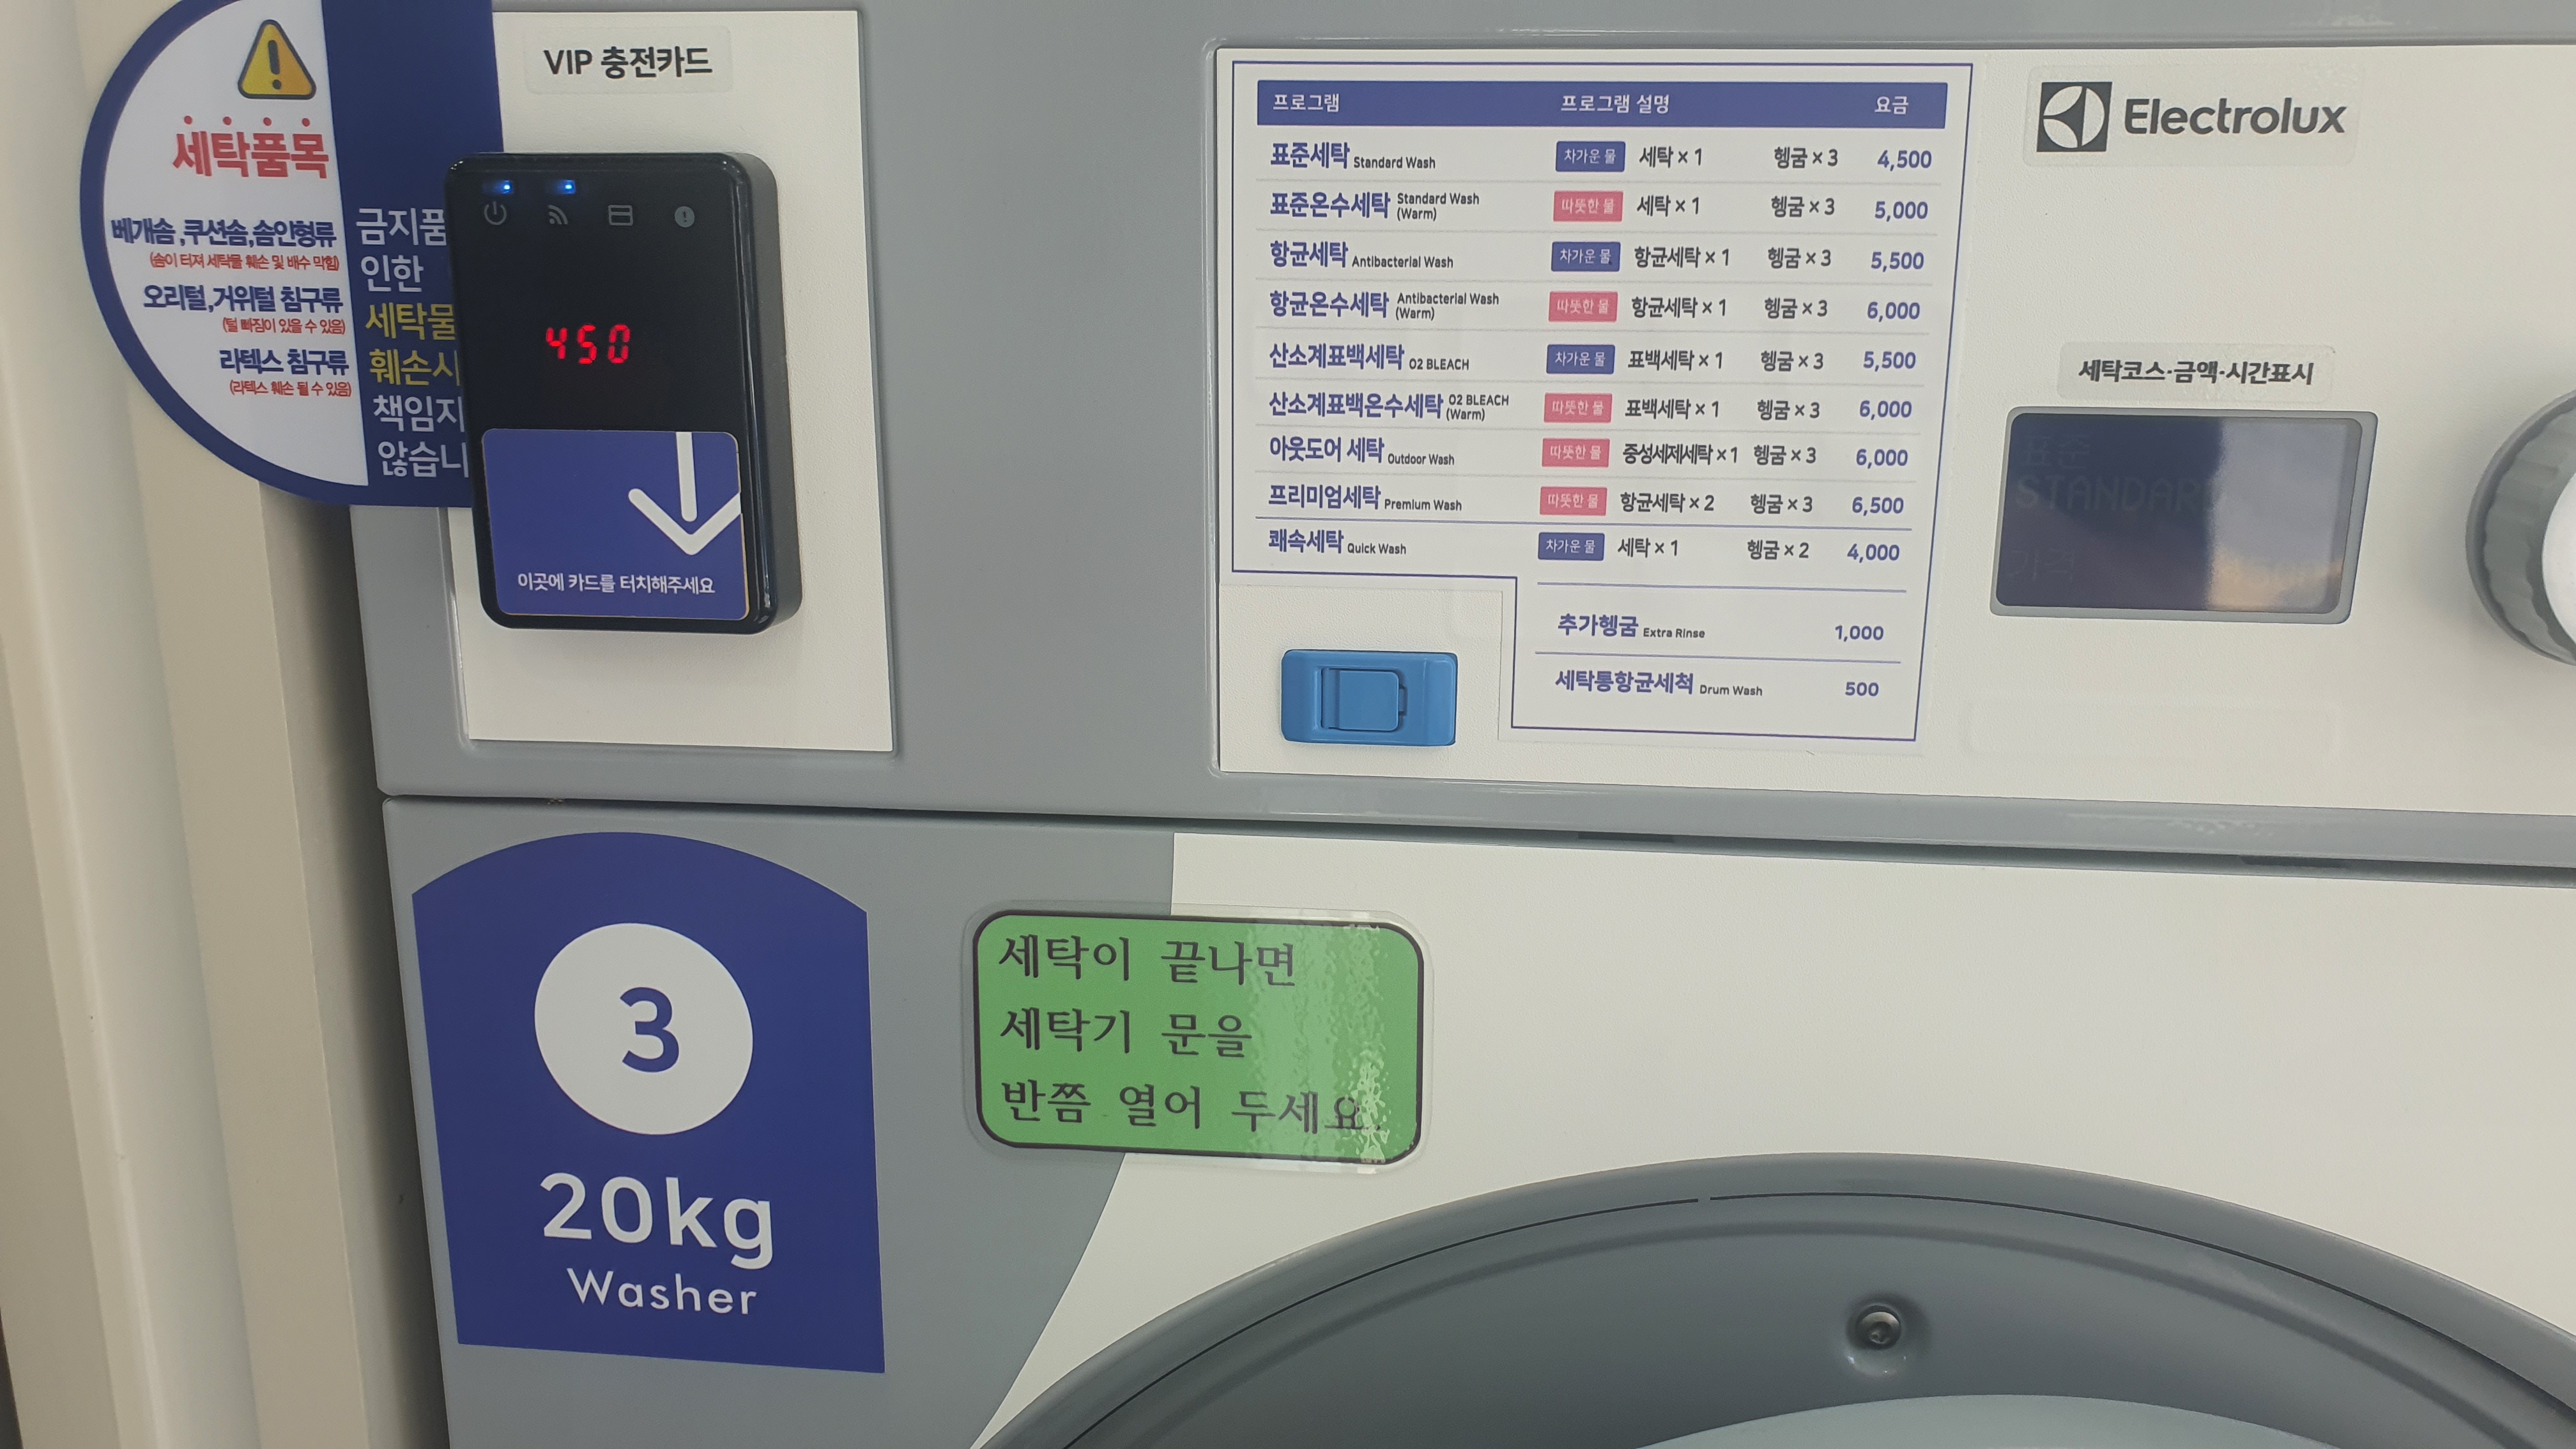 세탁품목
베개솜,쿠션솜,솜인형류
(솜이 터져 세탁물 훼손 및 배수 막힘)
오리털,거위털 침구류
(털 빠짐이 있을 수 있음)
라텍스 침구류
(라텍스 훼손 될 수 있음)
금지품
인한
세탁물
훼손시
책임지
않습니
VIP 충전카드
450
이곳에 카드를 터치해주세요
프로그램 프로그램 설명 요금
표준세탁 Standard Wash 차가운 물 세탁×1 헹굼×3 4,500
표준온수세탁 Standard Wash (Warm) 따뜻한 물 세탁×1 헹굼×3 5,000
항균세탁 Antibacterial Wash 차가운 물 항균세탁×1 헹굼×3 5,500
항균온수세탁 Antibacterial Wash (Warm) 따뜻한 물 항균세탁×1 헹굼×3 6,000
산소계표백세탁 O2 BLEACH 차가운 물 표백세탁×1 헹굼×3 5,500
산소계표백온수세탁 O2 BLEACH (Warm) 따뜻한 물 표백세탁×1 헹굼×3 6,000
아웃도어 세탁 Outdoor Wash 따뜻한 물 중성세제세탁×1 헹굼×3 6,000
프리미엄세탁 Premium Wash 따뜻한 물 항균세탁×2 헹굼×3 6,500
쾌속세탁 Quick Wash 차가운 물 세탁×1 헹굼×2 4,000
추가헹굼 Extra Rinse 1,000
세탁통항균세척 Drum Wash 500
Electrolux
세탁코스·금액·시간표시
표준
STANDARD
가격
3
20kg
Washer
세탁이 끝나면
세탁기 문을
반쯤 열어 두세요.